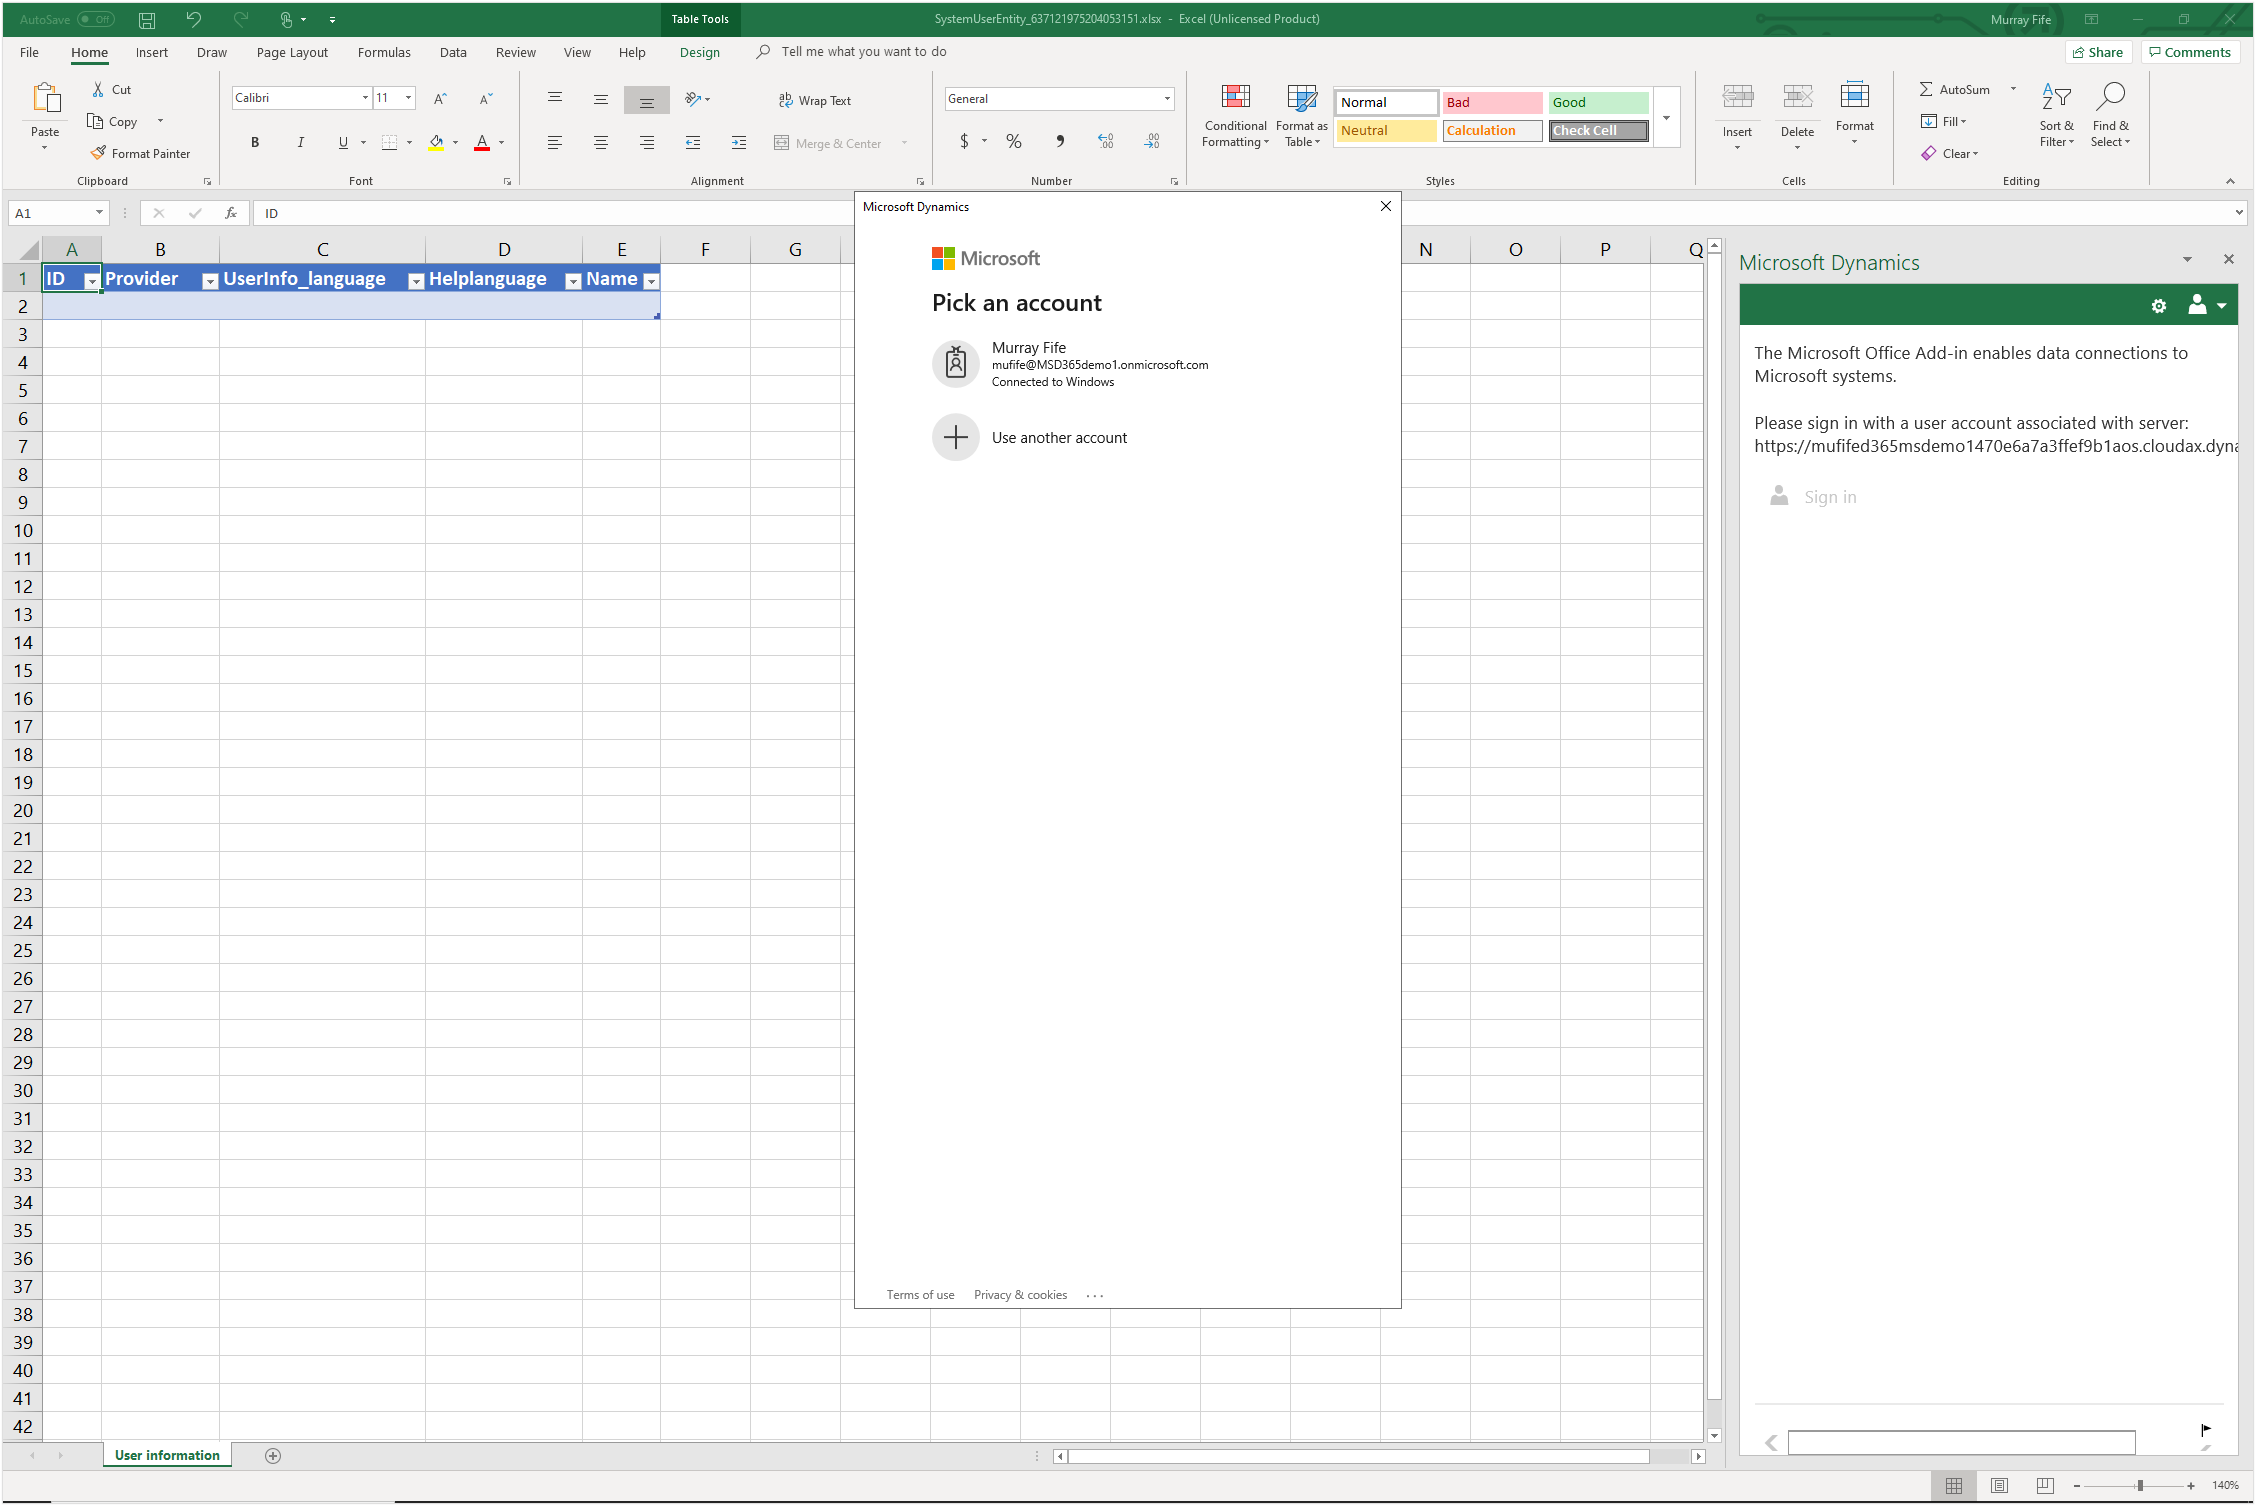 AutoSave Off
Table Tools
SystemUserEntity_637121975204053151.xlsx - Excel (Unlicensed Product)
Murray Fife
File Home Insert Draw Page Layout Formulas Data Review View Help Design Tell me what you want to do
Share Comments
Paste
Cut
Copy
Format Painter
Clipboard
Calibri 11
B I U A
Font
Wrap Text
Merge & Center
Alignment
General
$ % 9
Number
Conditional Formatting
Format as Table
Normal Bad Good
Neutral Calculation Check Cell
Styles
Insert Delete Format
Cells
AutoSum
Fill
Clear
Sort & Filter
Find & Select
Editing
A1 fx ID
A B C D E F G N O P Q
1 ID Provider UserInfo_language Helplanguage Name
2
3
4
5
6
7
8
9
10
11
12
13
14
15
16
17
18
19
20
21
22
23
24
25
26
27
28
29
30
31
32
33
34
35
36
37
38
39
40
41
42
Microsoft Dynamics
Microsoft
Pick an account
Murray Fife
mufife@MSD365demo1.onmicrosoft.com
Connected to Windows
Use another account
Terms of use Privacy & cookies ...
Microsoft Dynamics
The Microsoft Office Add-in enables data connections to
Microsoft systems.
Please sign in with a user account associated with server:
https://mufifed365msdemo1470e6a7a3ffef9b1aos.cloudax.dyna
Sign in
User information
140%